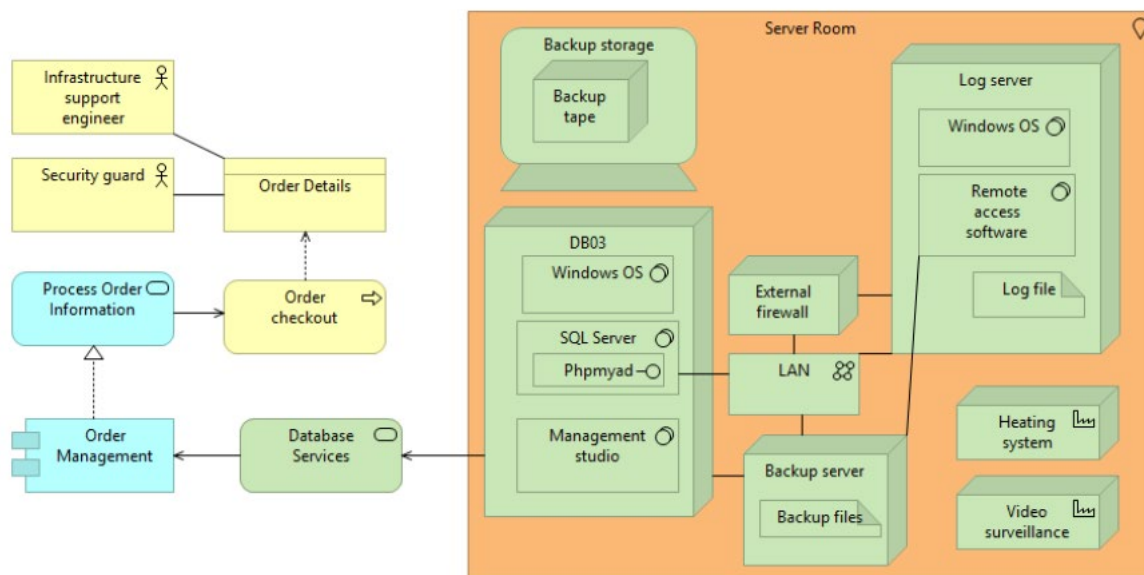 Server Room
Backup storage
Backup
tape
Log server
Windows OS
Remote
access
software
Log file
Infrastructure
support
engineer
Security guard
Order Details
Process Order
Information
Order
checkout
Order
Management
Database
Services
DB03
Windows OS
SQL Server
Phpmyad
Management
studio
External
firewall
LAN
Backup server
Backup files
Heating
system
Video
surveillance